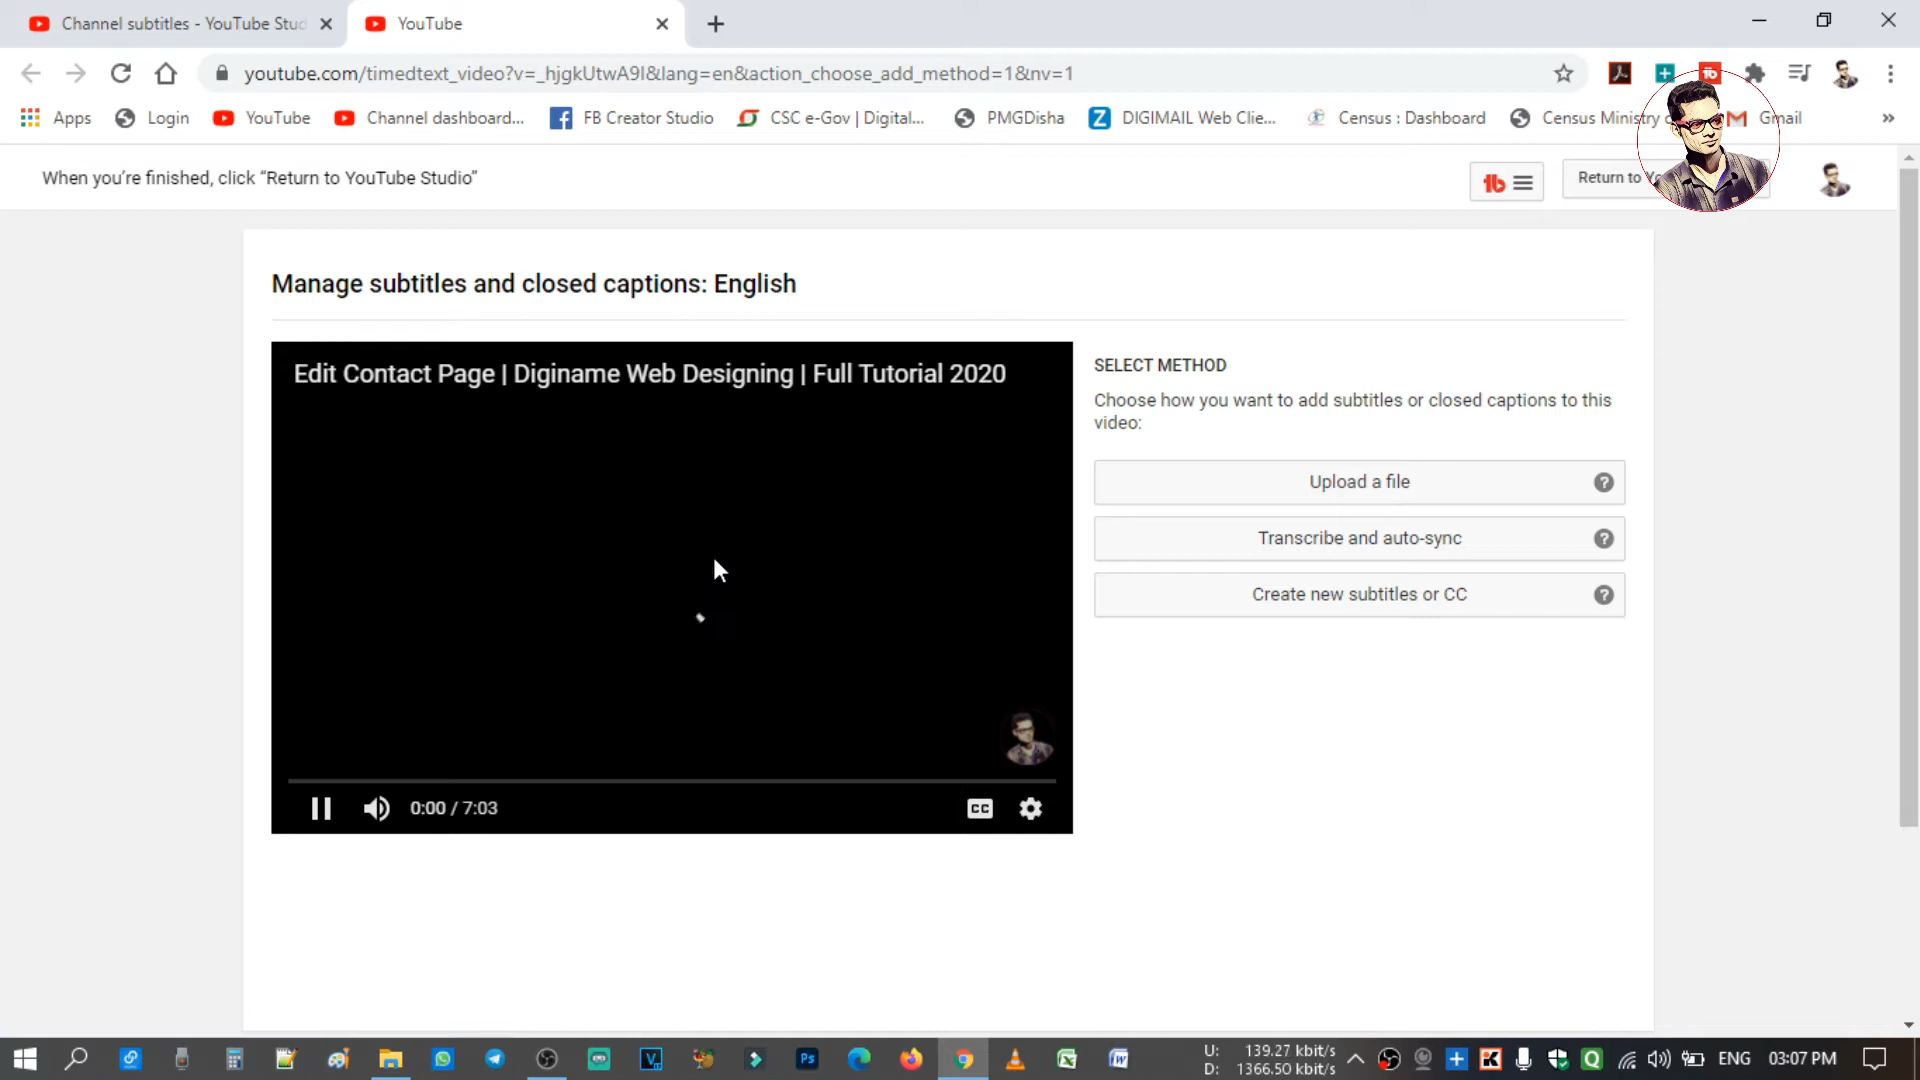 Channel subtitles - YouTube Stud
YouTube
youtube.com/timedtext_video?v=_hjgkUtwA9I&lang=en&action_choose_add_method=1&nv=1
Apps
Login
YouTube
Channel dashboard...
FB Creator Studio
CSC e-Gov | Digital...
PMGDisha
DIGIMAIL Web Clie...
Census : Dashboard
Census Ministry
Gmail
»
When you're finished, click “Return to YouTube Studio”
Return to
Manage subtitles and closed captions: English
Edit Contact Page | Diginame Web Designing | Full Tutorial 2020
0:00 / 7:03
CC
SELECT METHOD
Choose how you want to add subtitles or closed captions to this
video:
Upload a file
?
Transcribe and auto-sync
?
Create new subtitles or CC
?
U: 139.27 kbit/s
D: 1366.50 kbit/s
ENG
03:07 PM